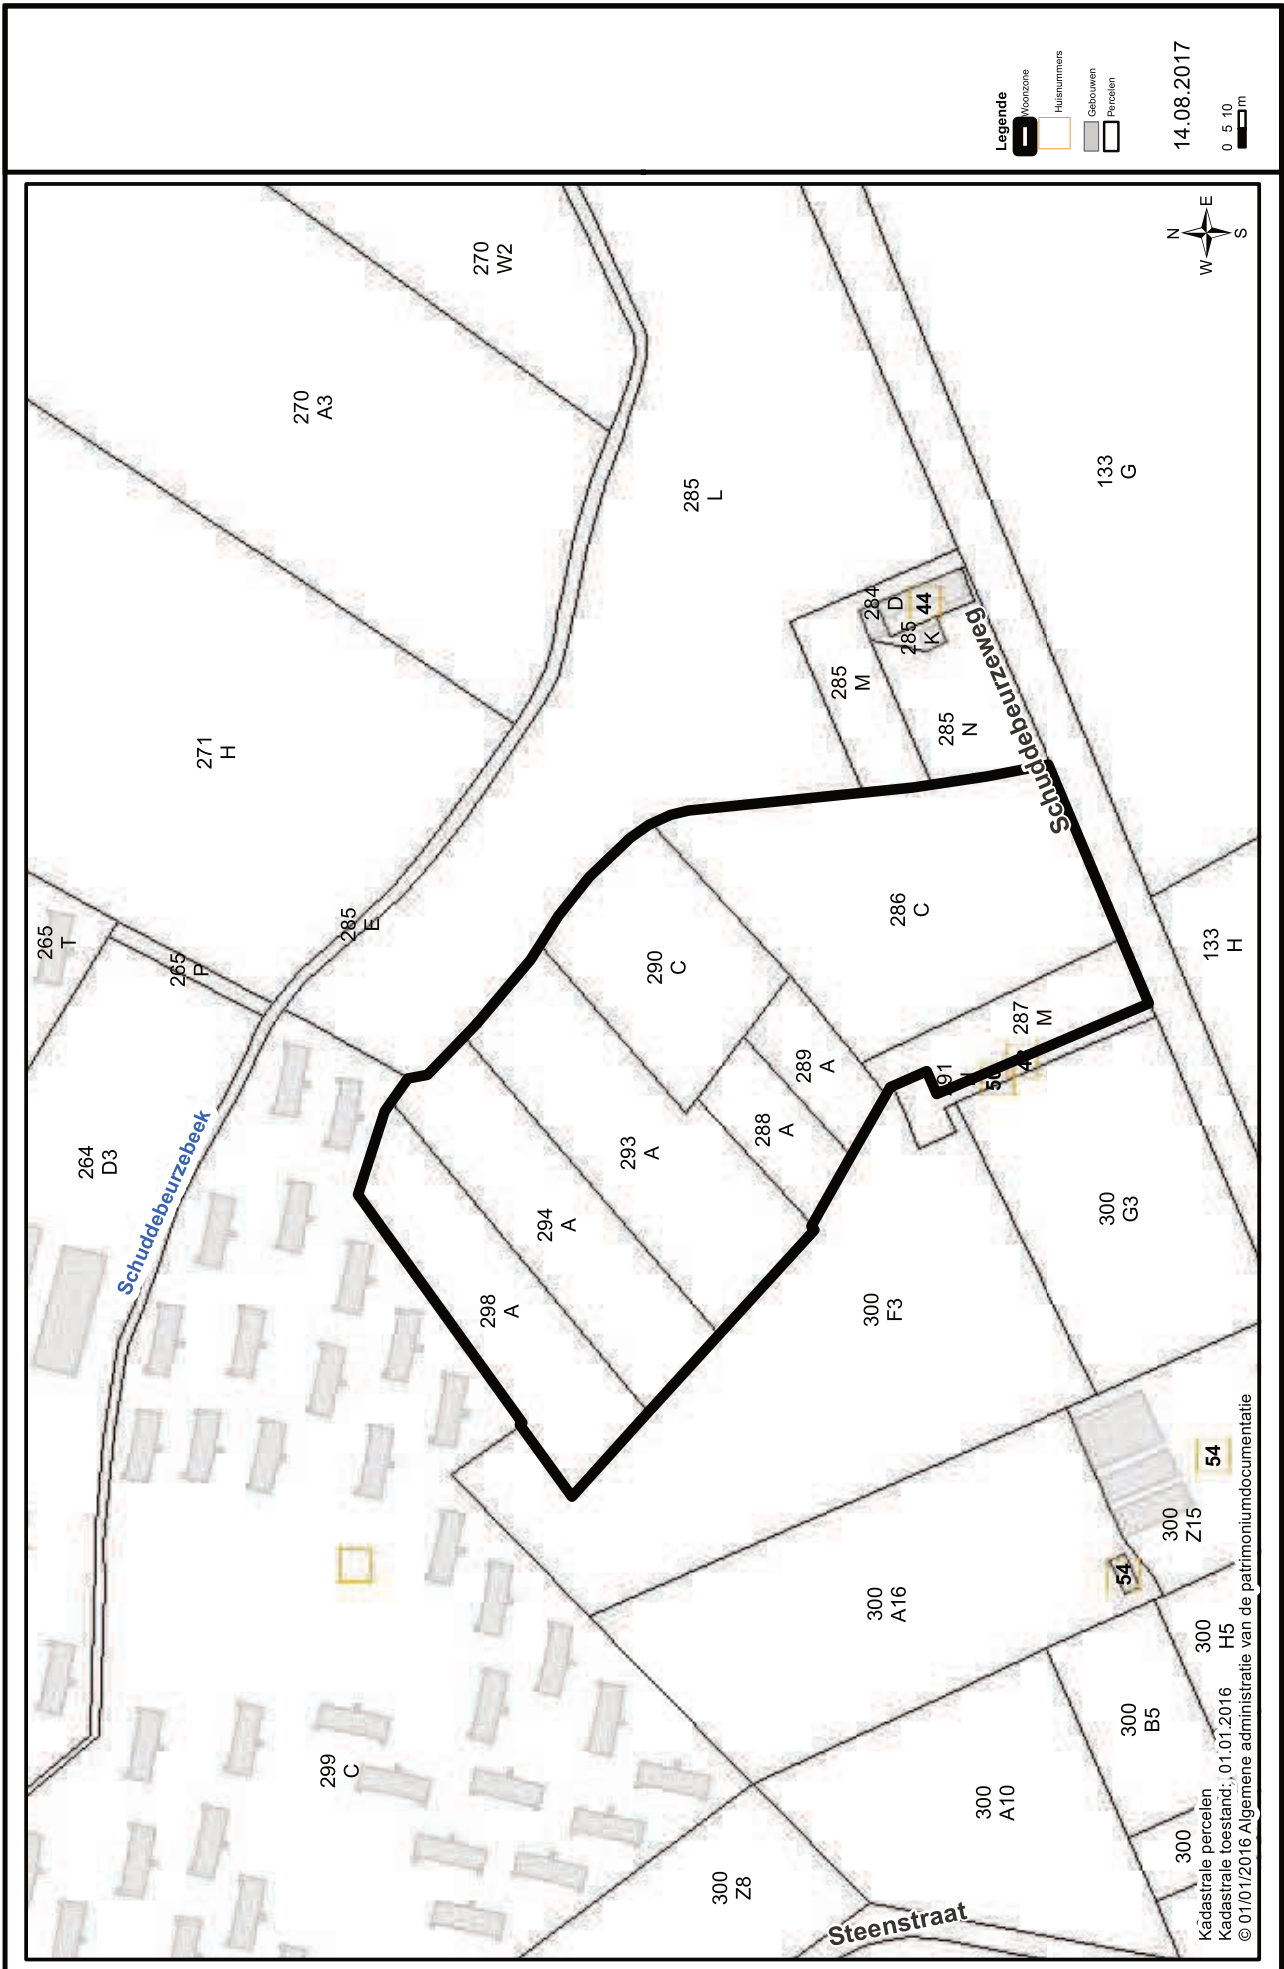 Legende
Woonzone
Huisnummers
Gebouwen
Percelen
14.08.2017
0 5 10
m
N
W
E
S
270
W2
270
A3
271
H
285
L
133
G
284
D
44
285
K
285
M
285
N
Schuddebeurzeweg
265
T
265
P
285
E
286
C
133
H
290
C
287
M
289
A
288
A
293
A
294
A
298
A
264
D3
Schuddebeurzebeek
300
G3
300
F3
54
300
Z15
54
300
A16
300
H5
300
B5
300
A10
300
299
C
300
Z8
Steenstraat
Kadastrale percelen
Kadastrale toestand: 01.01.2016
© 01/01/2016 Algemene administratie van de patrimoniumdocumentatie